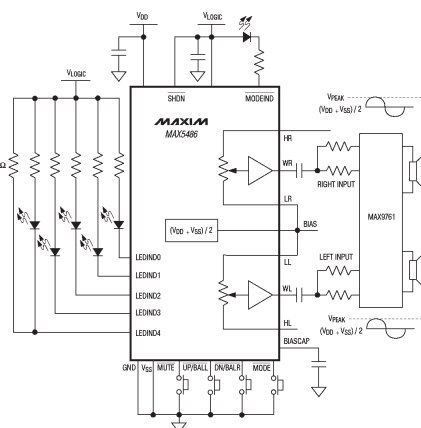 VDD
VLOGIC
VLOGIC
SHDN
MODEIND
MAXIM
MAX5486
Ω
HR
WR
LR
(VDD + VSS) / 2
BIAS
LL
WL
HL
BIASCAP
LEDIND0
LEDIND1
LEDIND2
LEDIND3
LEDIND4
GND VSS MUTE UP/BALL DN/BALR MODE
VPEAK
(VDD + VSS) / 2
RIGHT INPUT
MAX9761
LEFT INPUT
VPEAK
(VDD + VSS) / 2